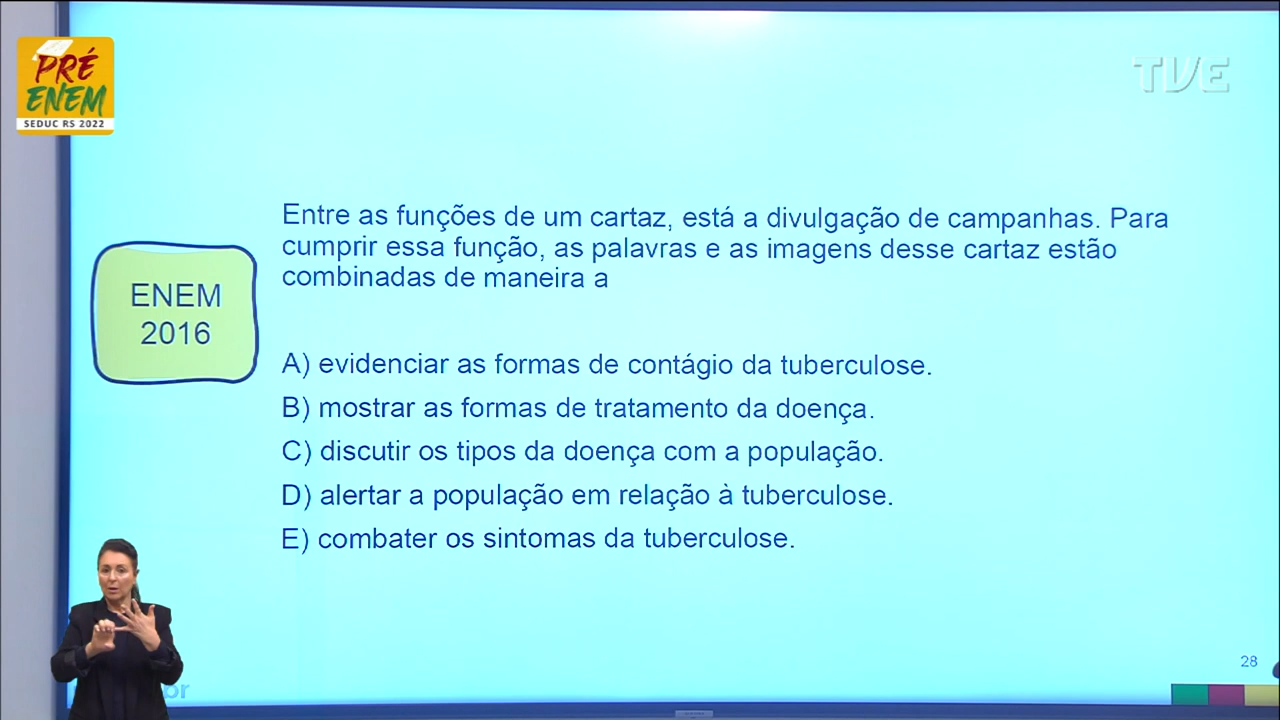 PRÉ
ENEM
SEDUC RS 2022
TVE
Entre as funções de um cartaz, está a divulgação de campanhas. Para
cumprir essa função, as palavras e as imagens desse cartaz estão
combinadas de maneira a
ENEM
2016
A) evidenciar as formas de contágio da tuberculose.
B) mostrar as formas de tratamento da doença.
C) discutir os tipos da doença com a população.
D) alertar a população em relação à tuberculose.
E) combater os sintomas da tuberculose.
28